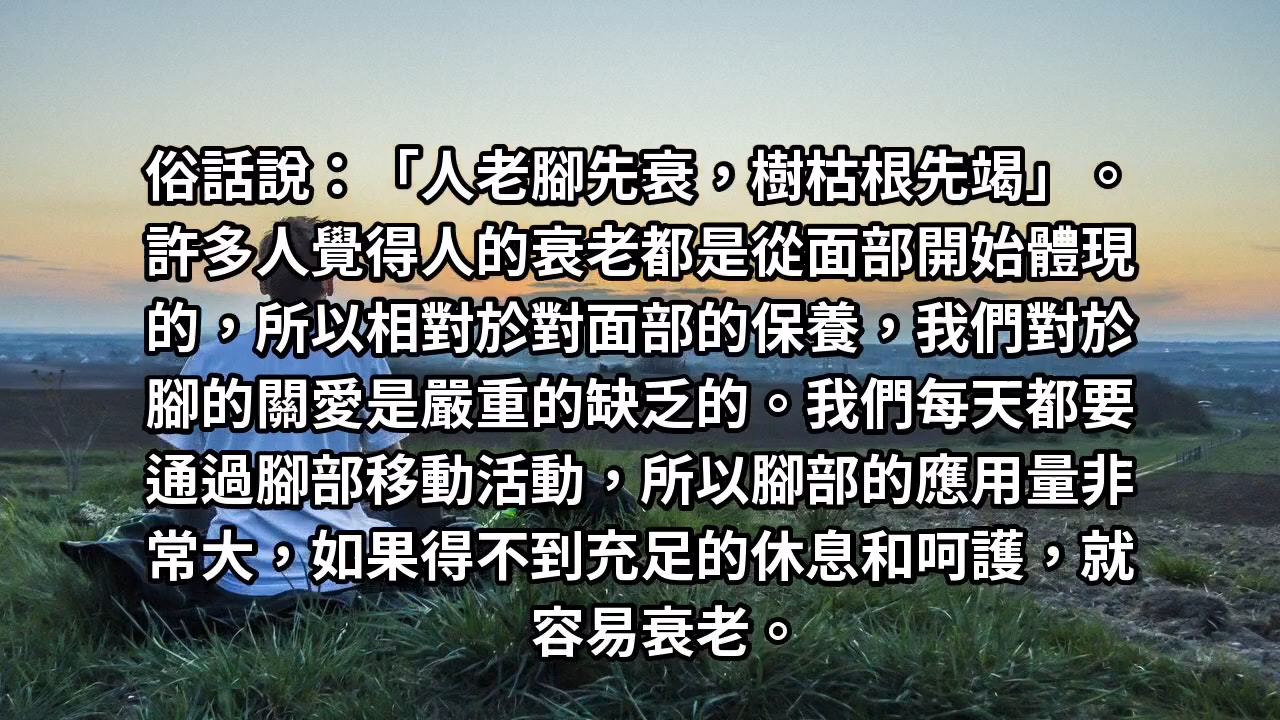 俗話說：「人老腳先衰，樹枯根先竭」。
許多人覺得人的衰老都是從面部開始體現
的，所以相對於對面部的保養，我們對於
腳的關愛是嚴重的缺乏的。我們每天都要
通過腳部移動活動，所以腳部的應用量非
常大，如果得不到充足的休息和呵護，就
容易衰老。